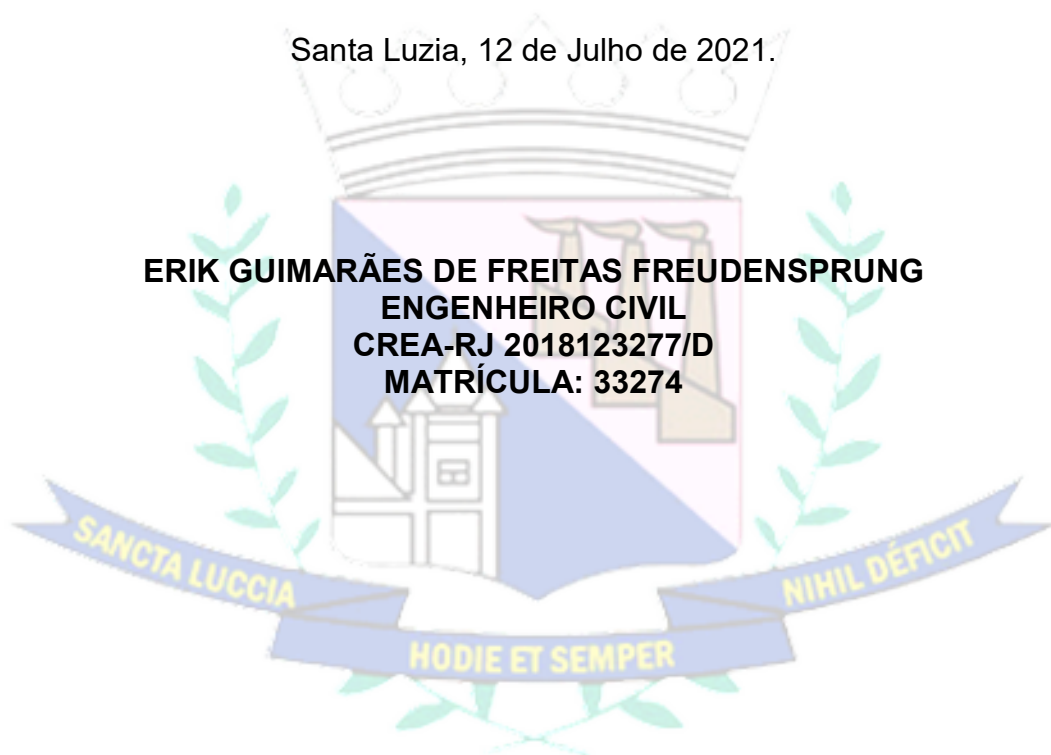 Santa Luzia, 12 de Julho de 2021.
ERIK GUIMARÃES DE FREITAS FREUDENSPRUNG
ENGENHEIRO CIVIL
CREA-RJ 2018123277/D
MATRÍCULA: 33274
SANCTA LUCCIA
HODIE ET SEMPER
NIHIL DÉFICIT